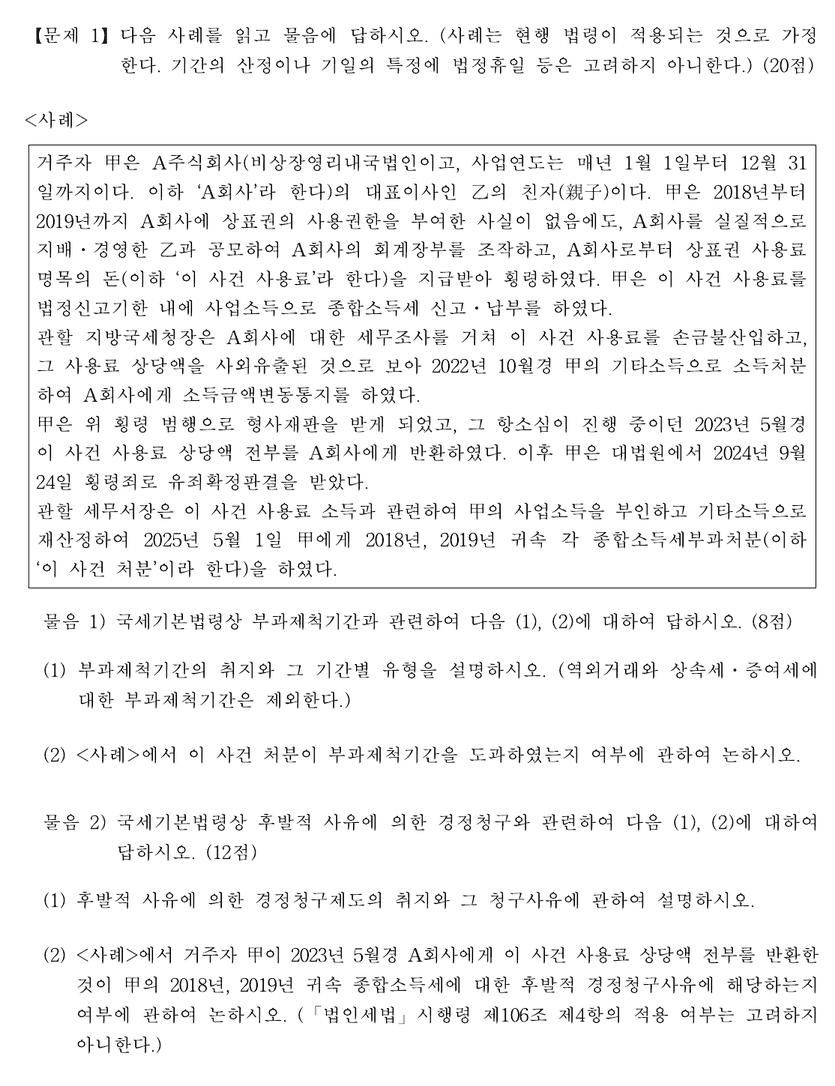 【문제 1】 다음 사례를 읽고 물음에 답하시오. (사례는 현행 법령이 적용되는 것으로 가정
한다. 기간의 산정이나 기일의 특정에 법정휴일 등은 고려하지 아니한다.) (20점)
<사례>
거주자 甲은 A주식회사(비상장영리내국법인이고, 사업연도는 매년 1월 1일부터 12월 31
일까지이다. 이하 ‘A회사’라 한다)의 대표이사인 乙의 친자(親子)이다. 甲은 2018년부터
2019년까지 A회사에 상표권의 사용권한을 부여한 사실이 없음에도, A회사를 실질적으로
지배·경영한 乙과 공모하여 A회사의 회계장부를 조작하고, A회사로부터 상표권 사용료
명목의 돈(이하 ‘이 사건 사용료’라 한다)을 지급받아 횡령하였다. 甲은 이 사건 사용료를
법정신고기한 내에 사업소득으로 종합소득세 신고·납부를 하였다.
관할 지방국세청장은 A회사에 대한 세무조사를 거쳐 이 사건 사용료를 손금불산입하고,
그 사용료 상당액을 사외유출된 것으로 보아 2022년 10월경 甲의 기타소득으로 소득처분
하여 A회사에게 소득금액변동통지를 하였다.
甲은 위 횡령 범행으로 형사재판을 받게 되었고, 그 항소심이 진행 중이던 2023년 5월경
이 사건 사용료 상당액 전부를 A회사에게 반환하였다. 이후 甲은 대법원에서 2024년 9월
24일 횡령죄로 유죄확정판결을 받았다.
관할 세무서장은 이 사건 사용료 소득과 관련하여 甲의 사업소득을 부인하고 기타소득으로
재산정하여 2025년 5월 1일 甲에게 2018년, 2019년 귀속 각 종합소득세부과처분(이하
‘이 사건 처분’이라 한다)을 하였다.
물음 1) 국세기본법령상 부과제척기간과 관련하여 다음 (1), (2)에 대하여 답하시오. (8점)
(1) 부과제척기간의 취지와 그 기간별 유형을 설명하시오. (역외거래와 상속세·증여세에
대한 부과제척기간은 제외한다.)
(2) <사례>에서 이 사건 처분이 부과제척기간을 도과하였는지 여부에 관하여 논하시오.
물음 2) 국세기본법령상 후발적 사유에 의한 경정청구와 관련하여 다음 (1), (2)에 대하여
답하시오. (12점)
(1) 후발적 사유에 의한 경정청구제도의 취지와 그 청구사유에 관하여 설명하시오.
(2) <사례>에서 거주자 甲이 2023년 5월경 A회사에게 이 사건 사용료 상당액 전부를 반환한
것이 甲의 2018년, 2019년 귀속 종합소득세에 대한 후발적 경정청구사유에 해당하는지
여부에 관하여 논하시오. (「법인세법」시행령 제106조 제4항의 적용 여부는 고려하지
아니한다.)